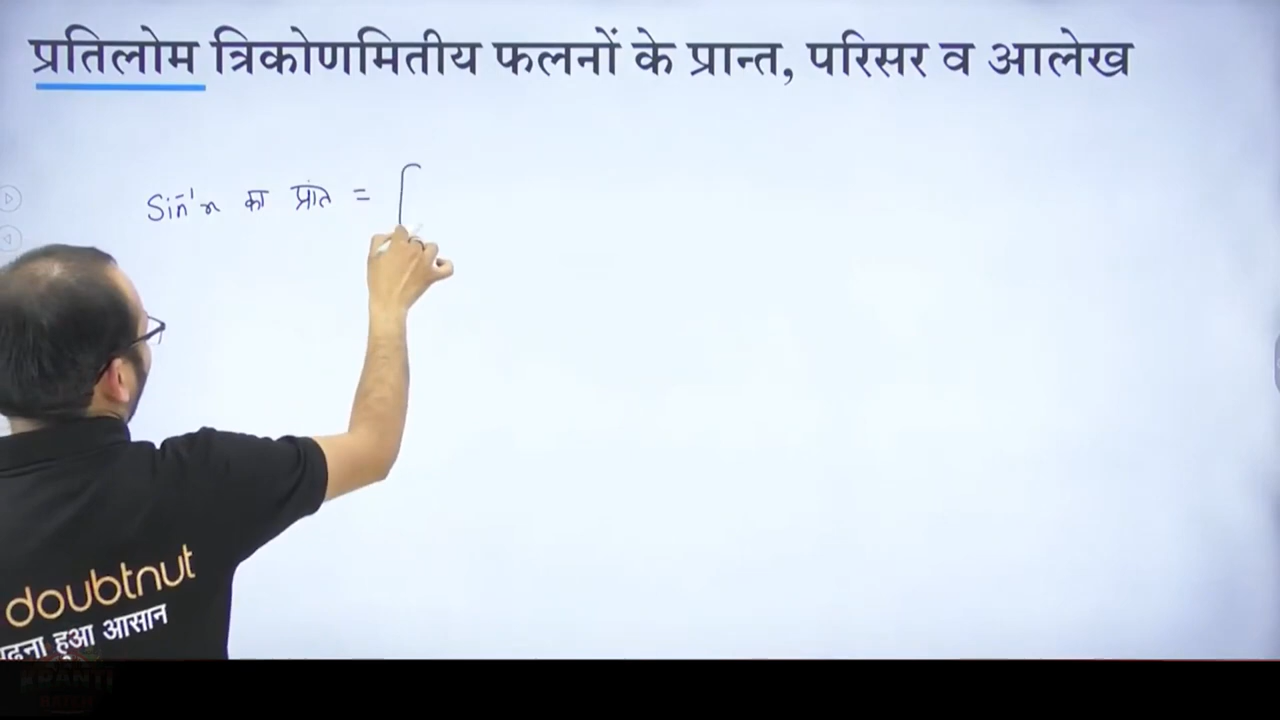 प्रतिलोम त्रिकोणमितीय फलनों के प्रान्त, परिसर व आलेख
Sin⁻¹x का प्रांत = [
doubtnut
पढ़ना हुआ आसान